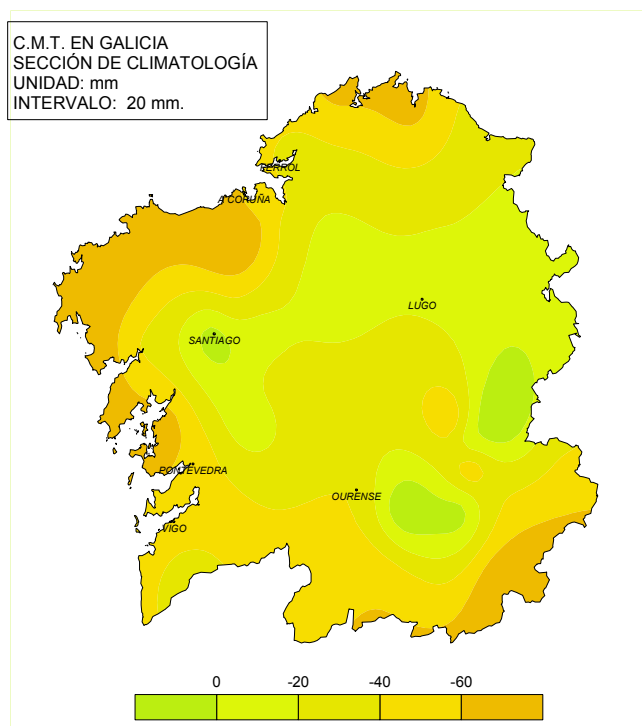 C.M.T. EN GALICIA
SECCIÓN DE CLIMATOLOGÍA
UNIDAD: mm
INTERVALO: 20 mm.
FERROL
A CORUÑA
LUGO
SANTIAGO
PONTEVEDRA
OURENSE
VIGO
0 -20 -40 -60